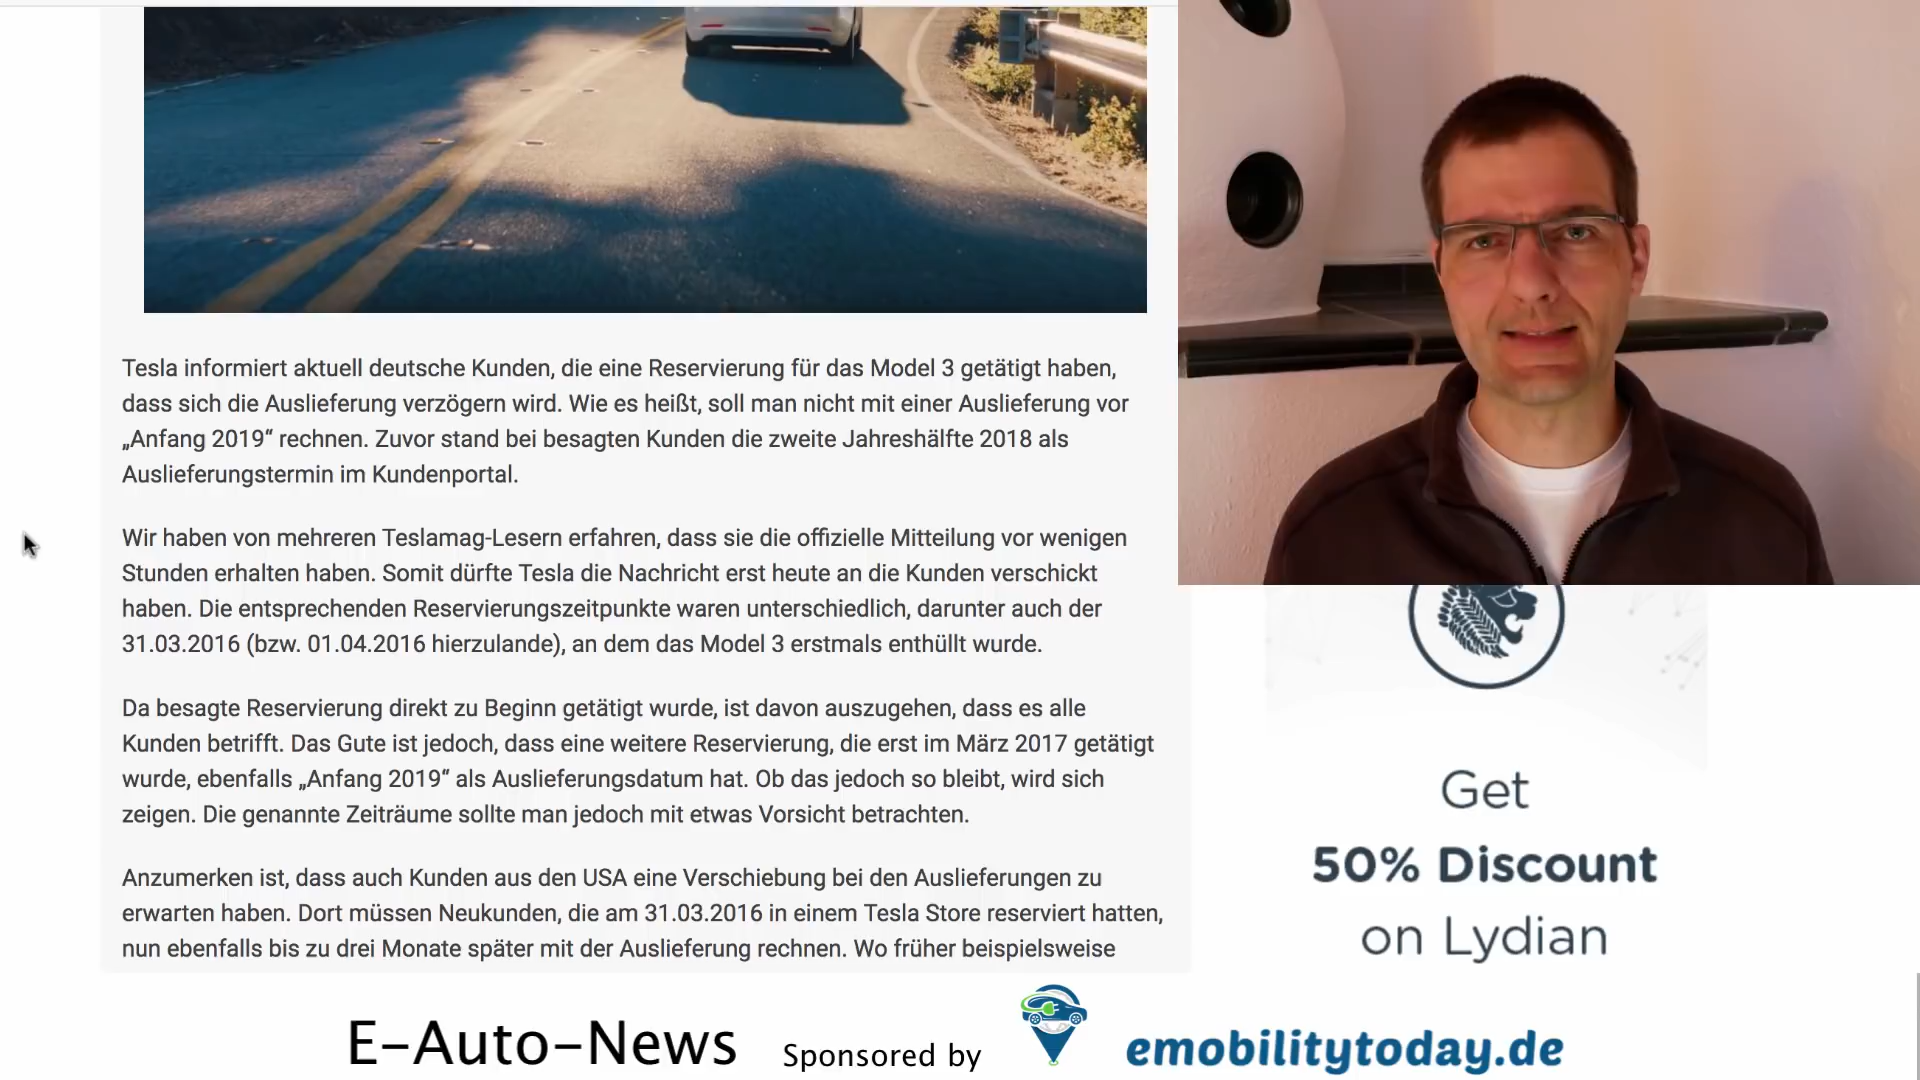 Tesla informiert aktuell deutsche Kunden, die eine Reservierung für das Model 3 getätigt haben,
dass sich die Auslieferung verzögern wird. Wie es heißt, soll man nicht mit einer Auslieferung vor
„Anfang 2019“ rechnen. Zuvor stand bei besagten Kunden die zweite Jahreshälfte 2018 als
Auslieferungstermin im Kundenportal.
Wir haben von mehreren Teslamag-Lesern erfahren, dass sie die offizielle Mitteilung vor wenigen
Stunden erhalten haben. Somit dürfte Tesla die Nachricht erst heute an die Kunden verschickt
haben. Die entsprechenden Reservierungszeitpunkte waren unterschiedlich, darunter auch der
31.03.2016 (bzw. 01.04.2016 hierzulande), an dem das Model 3 erstmals enthüllt wurde.
Da besagte Reservierung direkt zu Beginn getätigt wurde, ist davon auszugehen, dass es alle
Kunden betrifft. Das Gute ist jedoch, dass eine weitere Reservierung, die erst im März 2017 getätigt
wurde, ebenfalls „Anfang 2019“ als Auslieferungsdatum hat. Ob das jedoch so bleibt, wird sich
zeigen. Die genannte Zeiträume sollte man jedoch mit etwas Vorsicht betrachten.
Anzumerken ist, dass auch Kunden aus den USA eine Verschiebung bei den Auslieferungen zu
erwarten haben. Dort müssen Neukunden, die am 31.03.2016 in einem Tesla Store reserviert hatten,
nun ebenfalls bis zu drei Monate später mit der Auslieferung rechnen. Wo früher beispielsweise
Get
50% Discount
on Lydian
E-Auto-News
Sponsored by
emobilitytoday.de